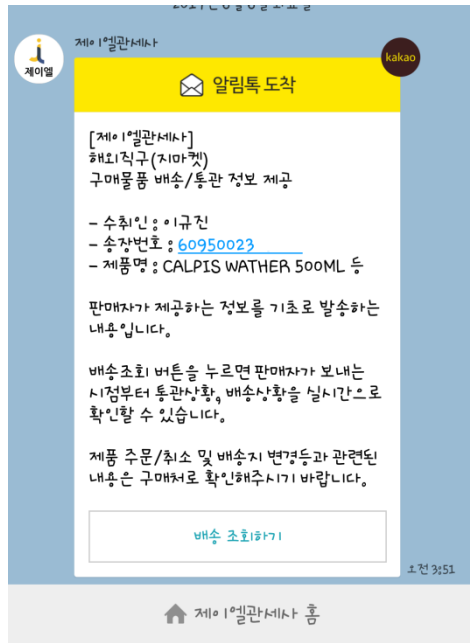 제이엘관세사
제이엘
kakao
알림톡 도착
[제이엘관세사]
해외직구(지마켓)
구매물품 배송/통관 정보 제공
- 수취인 : 이규진
- 송장번호 : 60950023
- 제품명 : CALPIS WATHER 500ML 등
판매자가 제공하는 정보를 기초로 발송하는
내용입니다.
배송조회 버튼을 누르면 판매자가 보내는
시점부터 통관상황, 배송상황을 실시간으로
확인할 수 있습니다.
제품 주문/취소 및 배송지 변경등과 관련된
내용은 구매처로 확인해주시기 바랍니다.
배송 조회하기
오전 3:51
제이엘관세사 홈